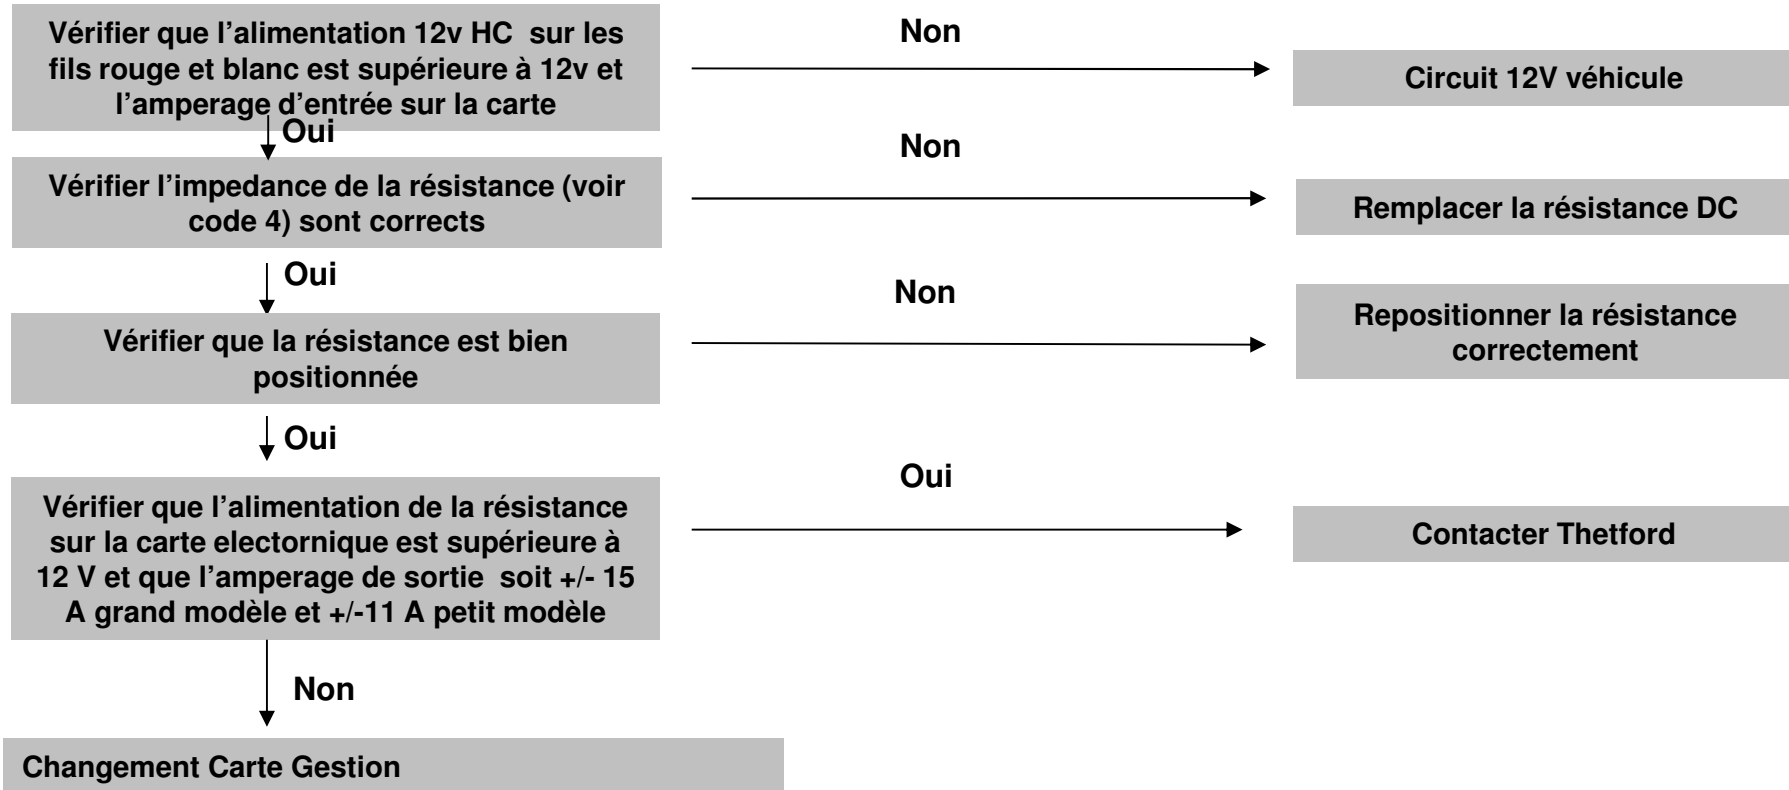 Vérifier que l'alimentation 12v HC  sur les
fils rouge et blanc est supérieure à 12v et
l'amperage d'entrée sur la carte
Non
Circuit 12V véhicule
Oui
Vérifier l'impedance de la résistance (voir
code 4) sont corrects
Non
Remplacer la résistance DC
Oui
Vérifier que la résistance est bien
positionnée
Non
Repositionner la résistance
correctement
Oui
Vérifier que l'alimentation de la résistance
sur la carte electornique est supérieure à
12 V et que l'amperage de sortie  soit +/- 15
A grand modèle et +/-11 A petit modèle
Oui
Contacter Thetford
Non
Changement Carte Gestion